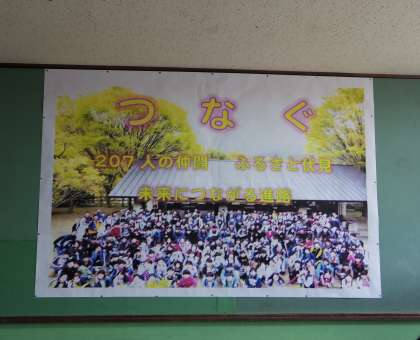 つなぐ
207人の仲間 ふるさと伏見
未来につながる進路